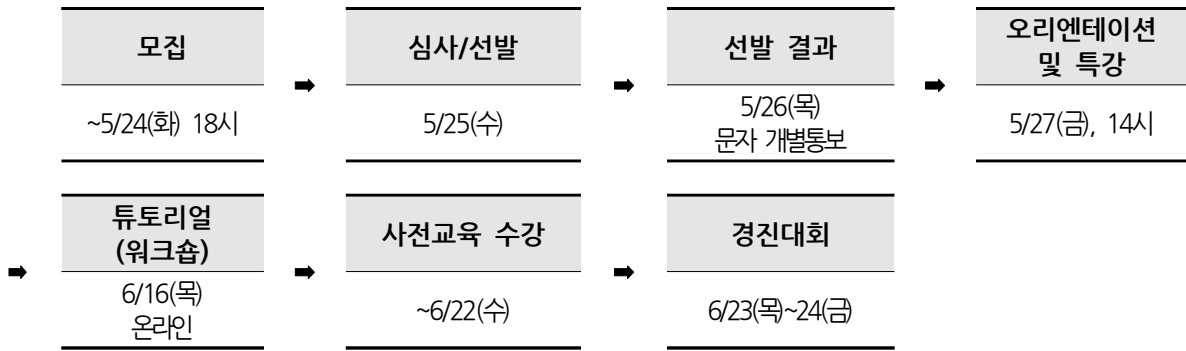 모집
~5/24(화) 18시
➡
심사/선발
5/25(수)
➡
선발 결과
5/26(목)
문자 개별통보
➡
오리엔테이션
및 특강
5/27(금), 14시
➡
튜토리얼
(워크숍)
6/16(목)
온라인
➡
사전교육 수강
~6/22(수)
➡
경진대회
6/23(목)~24(금)